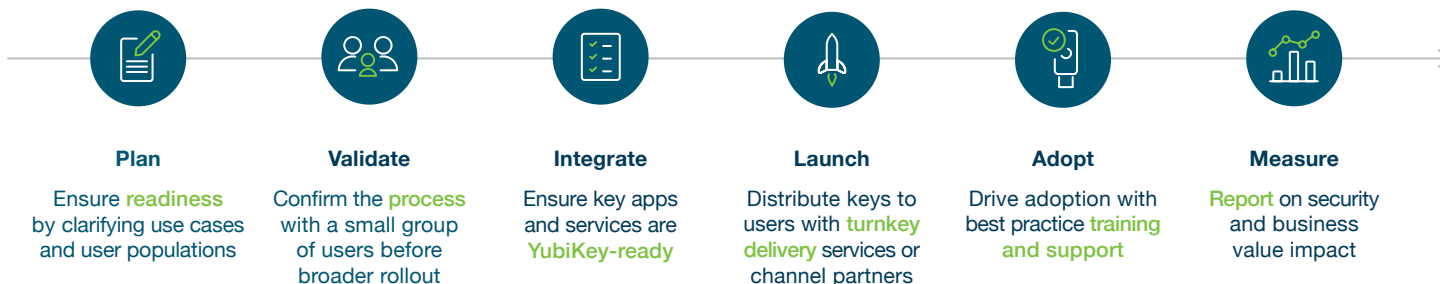 Plan
Ensure readiness
by clarifying use cases
and user populations
Validate
Confirm the process
with a small group
of users before
broader rollout
Integrate
Ensure key apps
and services are
YubiKey-ready
Launch
Distribute keys to
users with turnkey
delivery services or
channel partners
Adopt
Drive adoption with
best practice training
and support
Measure
Report on security
and business
value impact